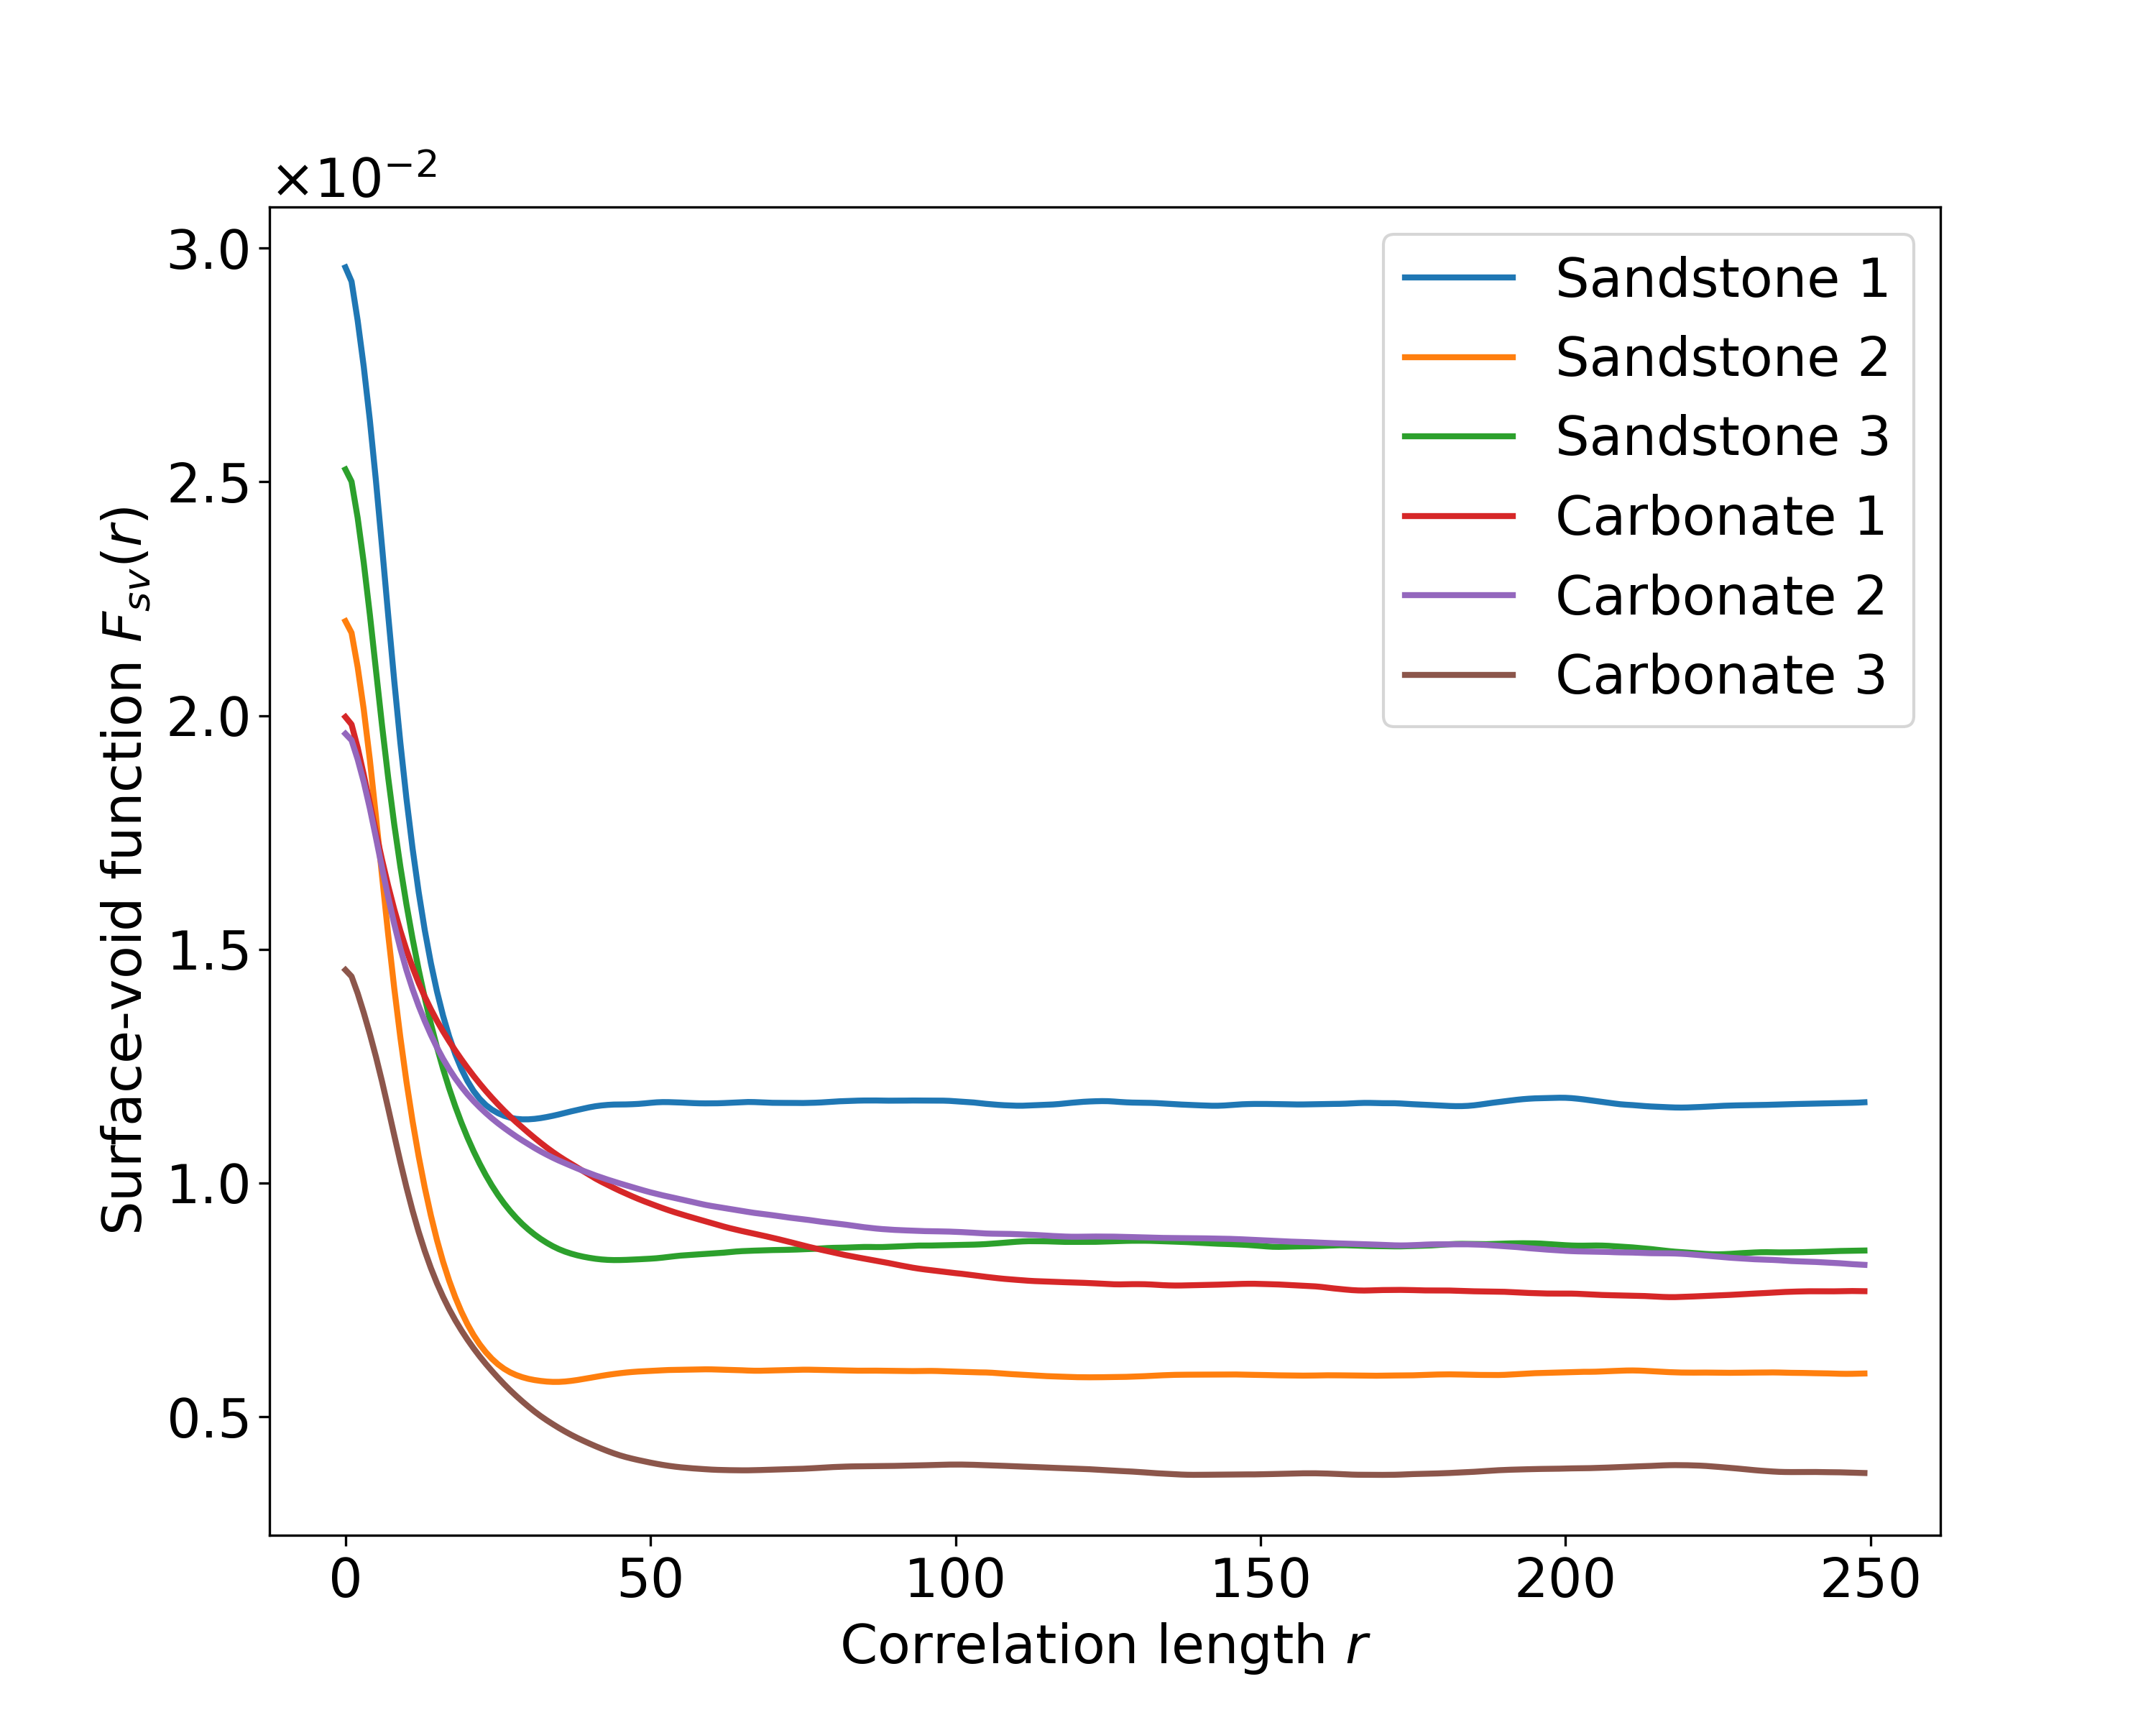 ×10⁻²
3.0
2.5
2.0
1.5
1.0
0.5
Surface-void function F_sv(r)
Sandstone 1
Sandstone 2
Sandstone 3
Carbonate 1
Carbonate 2
Carbonate 3
0 50 100 150 200 250
Correlation length r